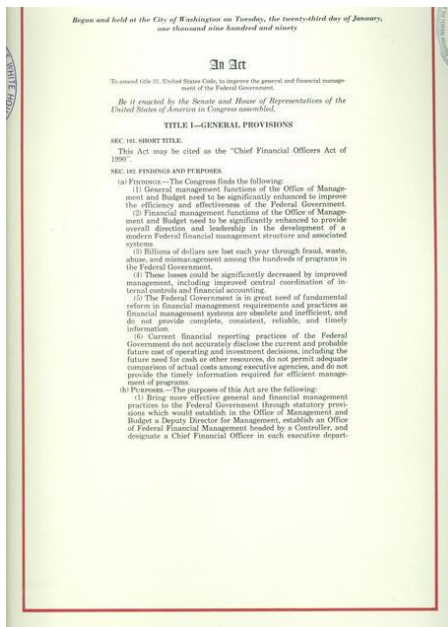 Begun and held at the City of Washington on Tuesday, the twenty-third day of January,
one thousand nine hundred and ninety
An Act
To amend title 31, United States Code, to improve the general and financial manage-
ment of the Federal Government.
Be it enacted by the Senate and House of Representatives of the
United States of America in Congress assembled,
TITLE I—GENERAL PROVISIONS
SEC. 101. SHORT TITLE.
This Act may be cited as the "Chief Financial Officers Act of
1990".
SEC. 102. FINDINGS AND PURPOSES.
(a) FINDINGS.—The Congress finds the following:
(1) General management functions of the Office of Manage-
ment and Budget need to be significantly enhanced to improve
the efficiency and effectiveness of the Federal Government.
(2) Financial management functions of the Office of Manage-
ment and Budget need to be significantly enhanced to provide
overall direction and leadership in the development of a
modern Federal financial management structure and associated
systems.
(3) Billions of dollars are lost each year through fraud, waste,
abuse, and mismanagement among the hundreds of programs in
the Federal Government.
(4) These losses could be significantly decreased by improved
management, including improved central coordination of in-
ternal controls and financial accounting.
(5) The Federal Government is in great need of fundamental
reform in financial management requirements and practices as
financial management systems are obsolete and inefficient, and
do not provide complete, consistent, reliable, and timely
information.
(6) Current financial reporting practices of the Federal
Government do not accurately disclose the current and probable
future cost of operating and investment decisions, including the
future need for cash or other resources, do not permit adequate
comparison of actual costs among executive agencies, and do not
provide the timely information required for efficient manage-
ment of programs.
(b) PURPOSES.—The purposes of this Act are the following:
(1) Bring more effective general and financial management
practices to the Federal Government through statutory provi-
sions which would establish in the Office of Management and
Budget a Deputy Director for Management, establish an Office
of Federal Financial Management headed by a Controller, and
designate a Chief Financial Officer in each executive depart-
WHITE HO